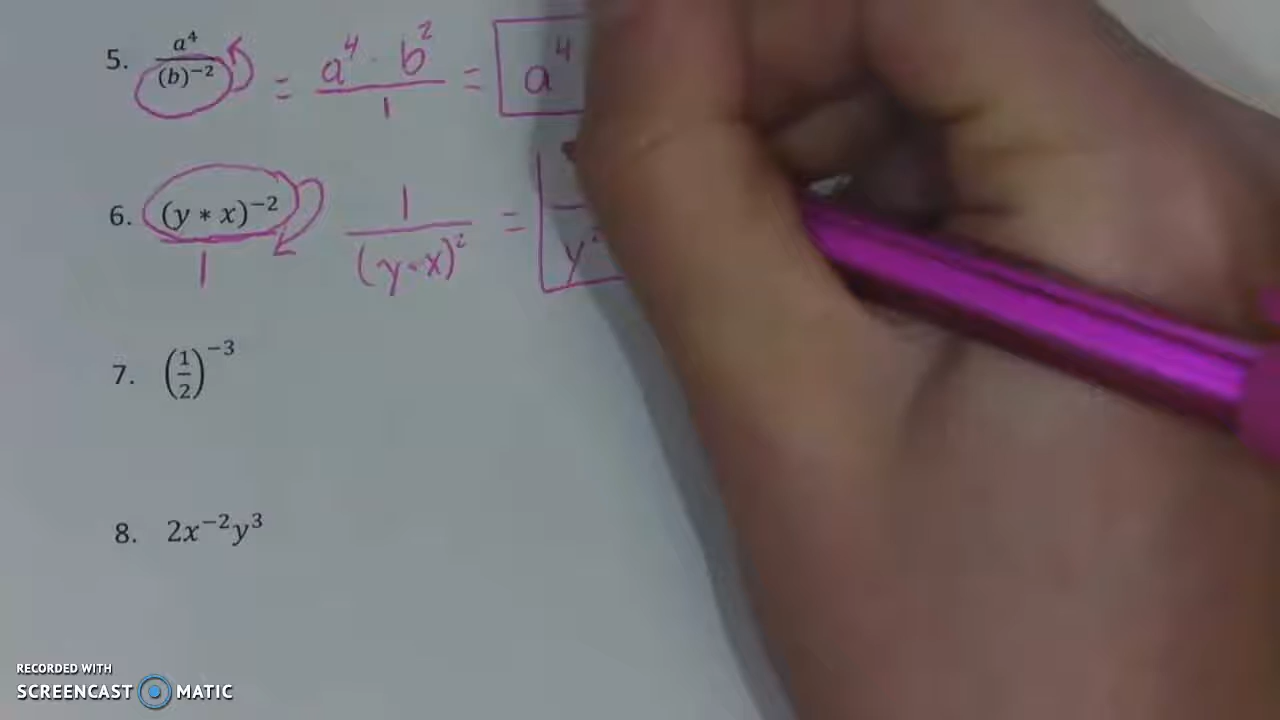 5. a⁴/(b)⁻² = a⁴ · b²/1 = a⁴
6. (y * x)⁻²/1 1/(y·x)² = y²
7. (1/2)⁻³
8. 2x⁻²y³
RECORDED WITH
SCREENCAST MATIC